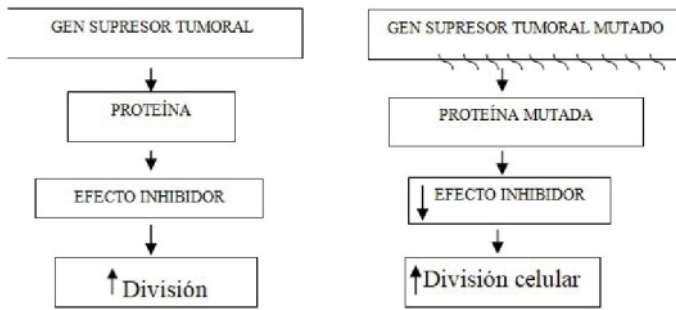 GEN SUPRESOR TUMORAL
PROTEÍNA
EFECTO INHIBIDOR
División
GEN SUPRESOR TUMORAL MUTADO
PROTEÍNA MUTADA
EFECTO INHIBIDOR
División celular